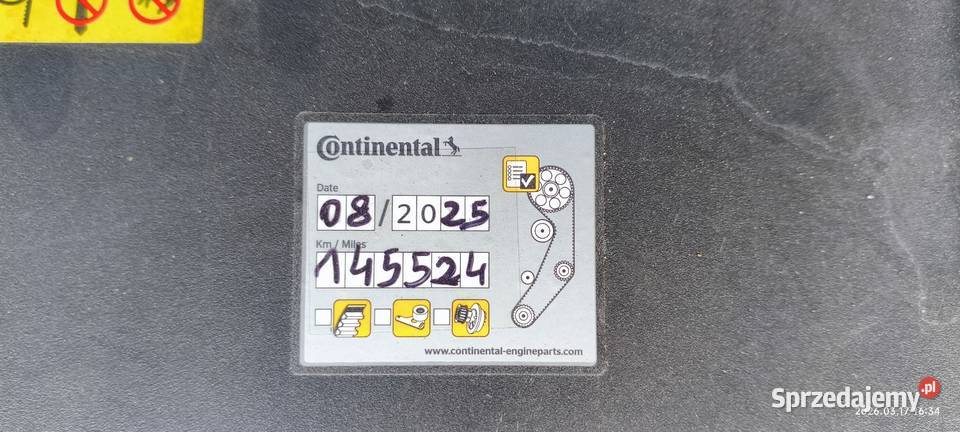 Continental
Date
08/2025
Km / Miles
145524
www.continental-engineparts.com
Sprzedajemy.pl
2026.03.17 16:34